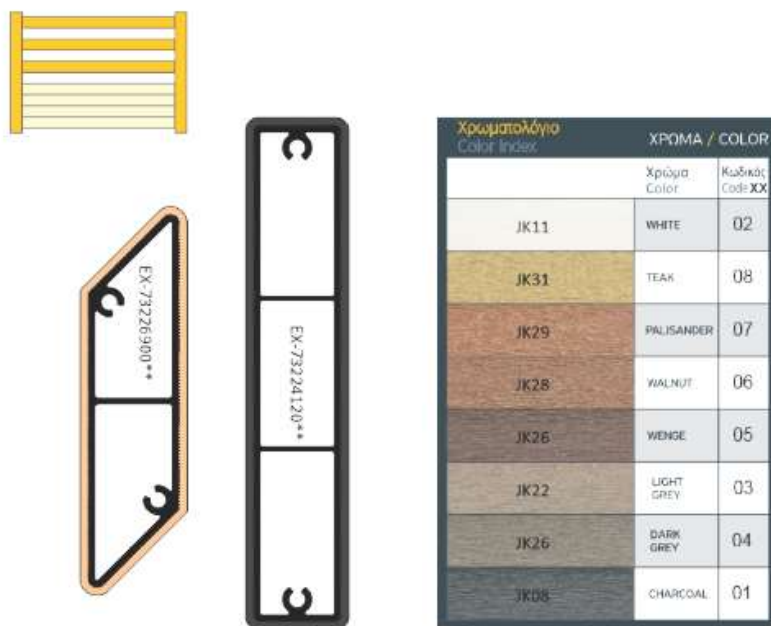 EX-73226900**
EX-73224120**
Χρωματολόγιο
Color Index
ΧΡΩΜΑ / COLOR
Χρώμα
Color
Κωδικός
Code XX
JK11 WHITE 02
JK31 TEAK 08
JK29 PALISANDER 07
JK28 WALNUT 06
JK26 WENGE 05
JK22 LIGHT GREY 03
JK26 DARK GREY 04
JK08 CHARCOAL 01